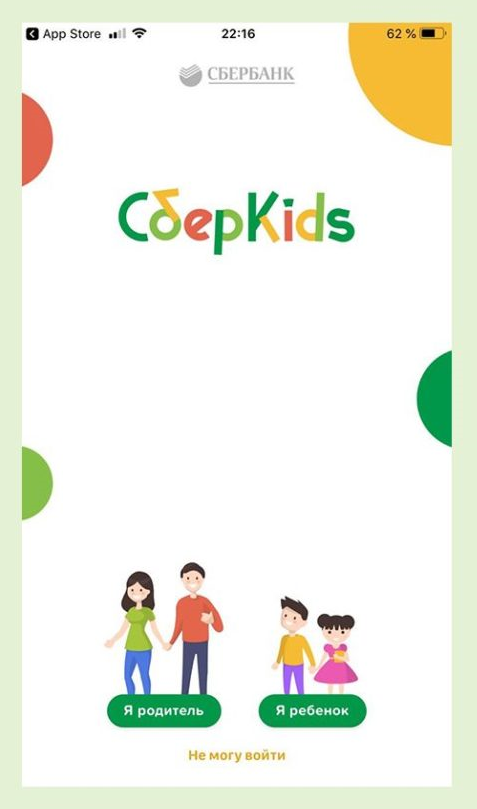 App Store 22:16 62 %
СБЕРБАНК
СберKids
Я родитель Я ребенок
Не могу войти